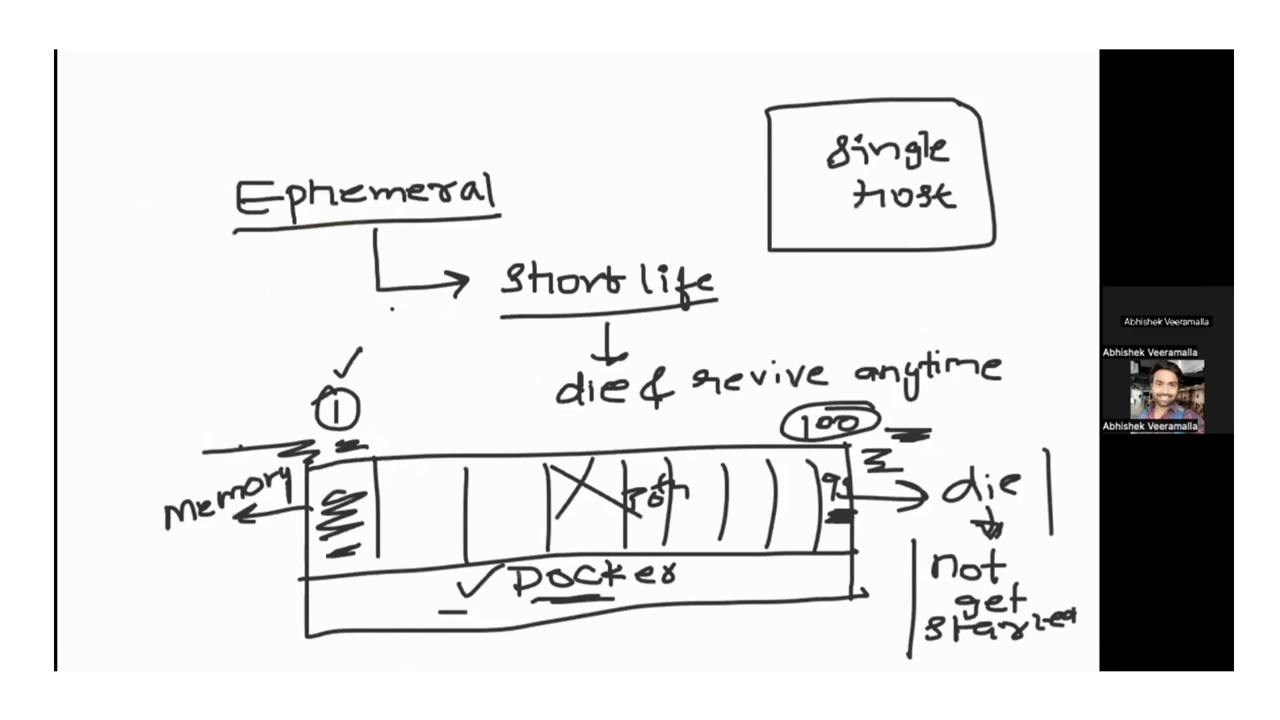 single
host
Ephemeral
short life
die & revive anytime
1
100
memory
99
die
Docker
not
get
started
Abhishek Veeramalla
Abhishek Veeramalla
Abhishek Veeramalla